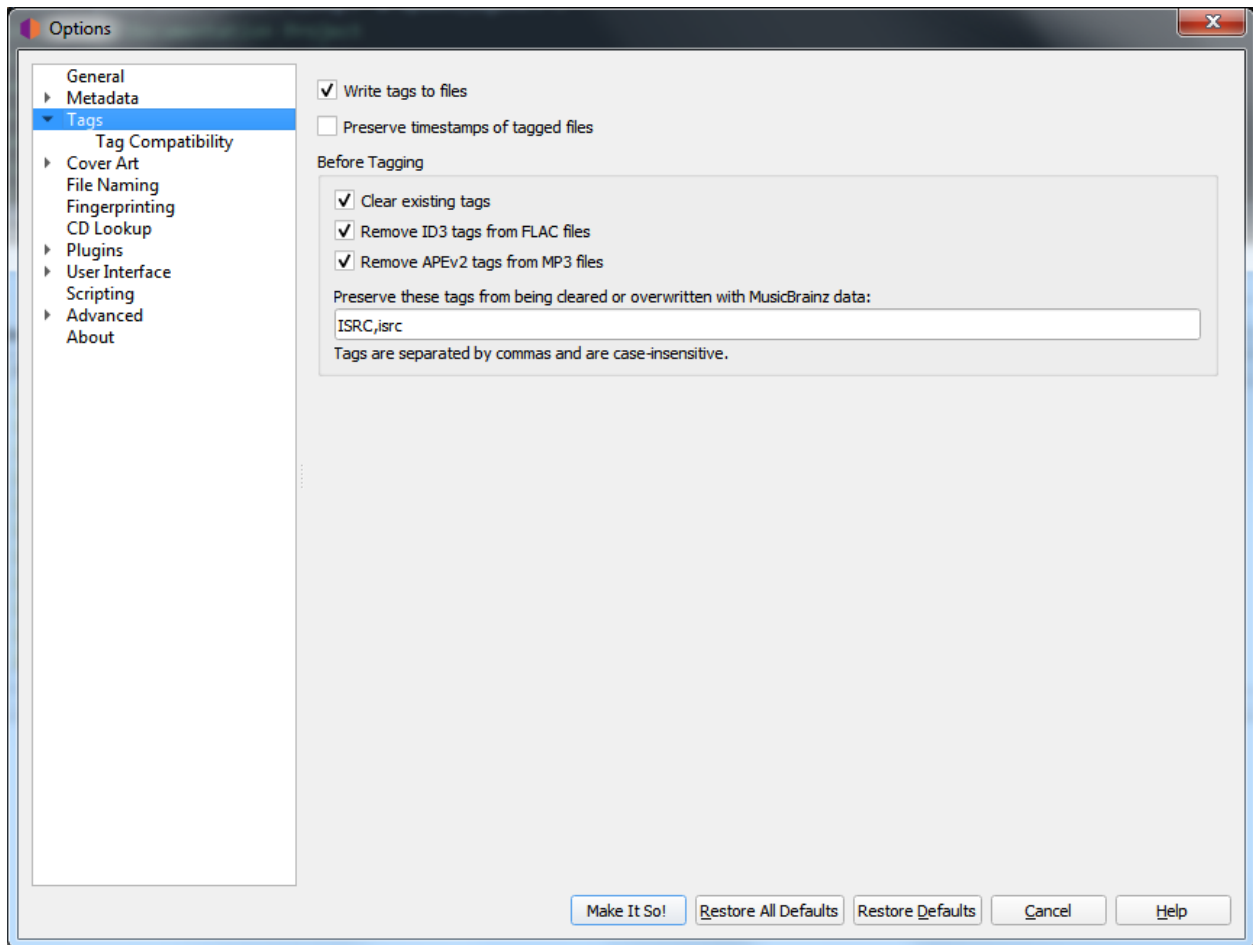 Options
General
Metadata
Tags
Tag Compatibility
Cover Art
File Naming
Fingerprinting
CD Lookup
Plugins
User Interface
Scripting
Advanced
About
Write tags to files
Preserve timestamps of tagged files
Before Tagging
Clear existing tags
Remove ID3 tags from FLAC files
Remove APEv2 tags from MP3 files
Preserve these tags from being cleared or overwritten with MusicBrainz data:
ISRC,isrc
Tags are separated by commas and are case-insensitive.
Make It So!
Restore All Defaults
Restore Defaults
Cancel
Help